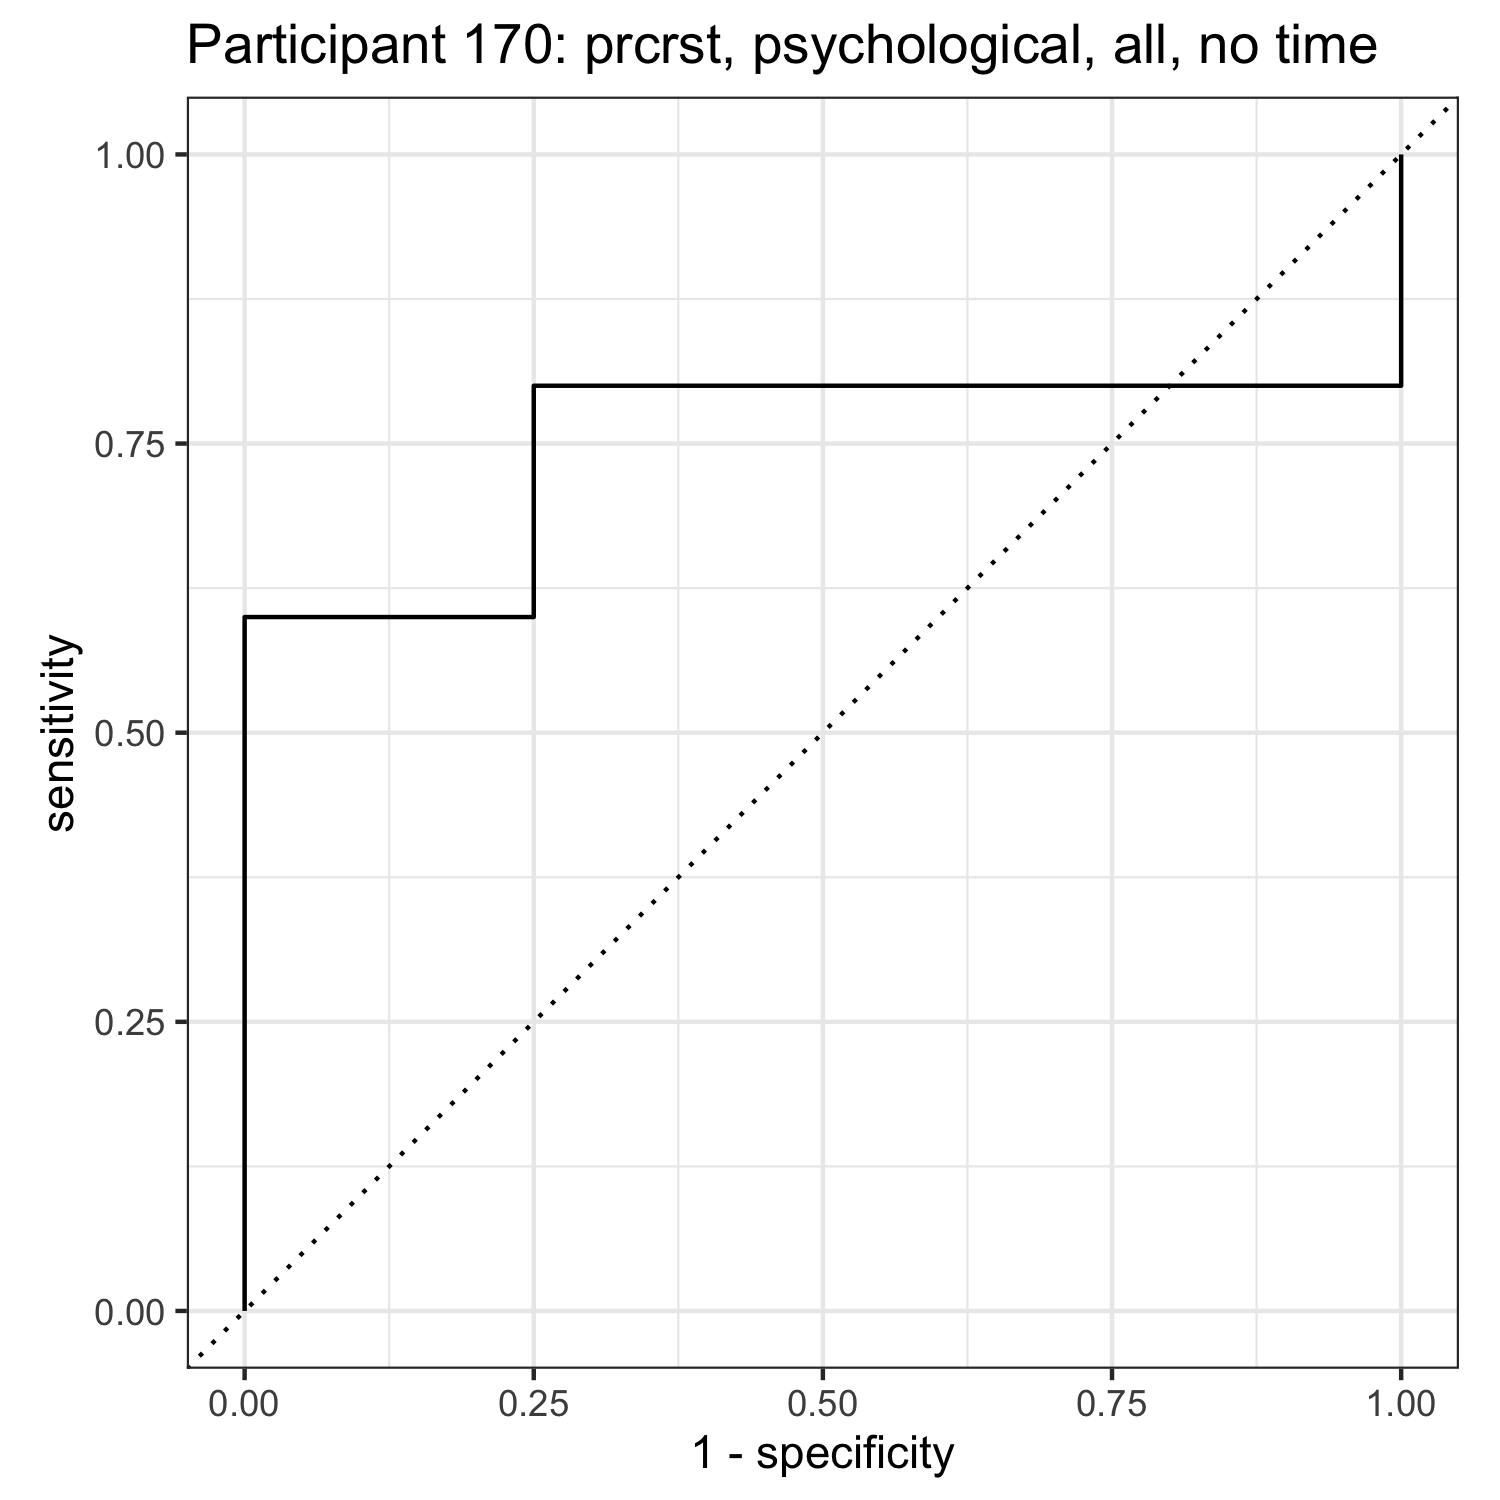 Participant 170: prcrst, psychological, all, no time
1.00
0.75
0.50
0.25
0.00
sensitivity
0.00 0.25 0.50 0.75 1.00
1 - specificity